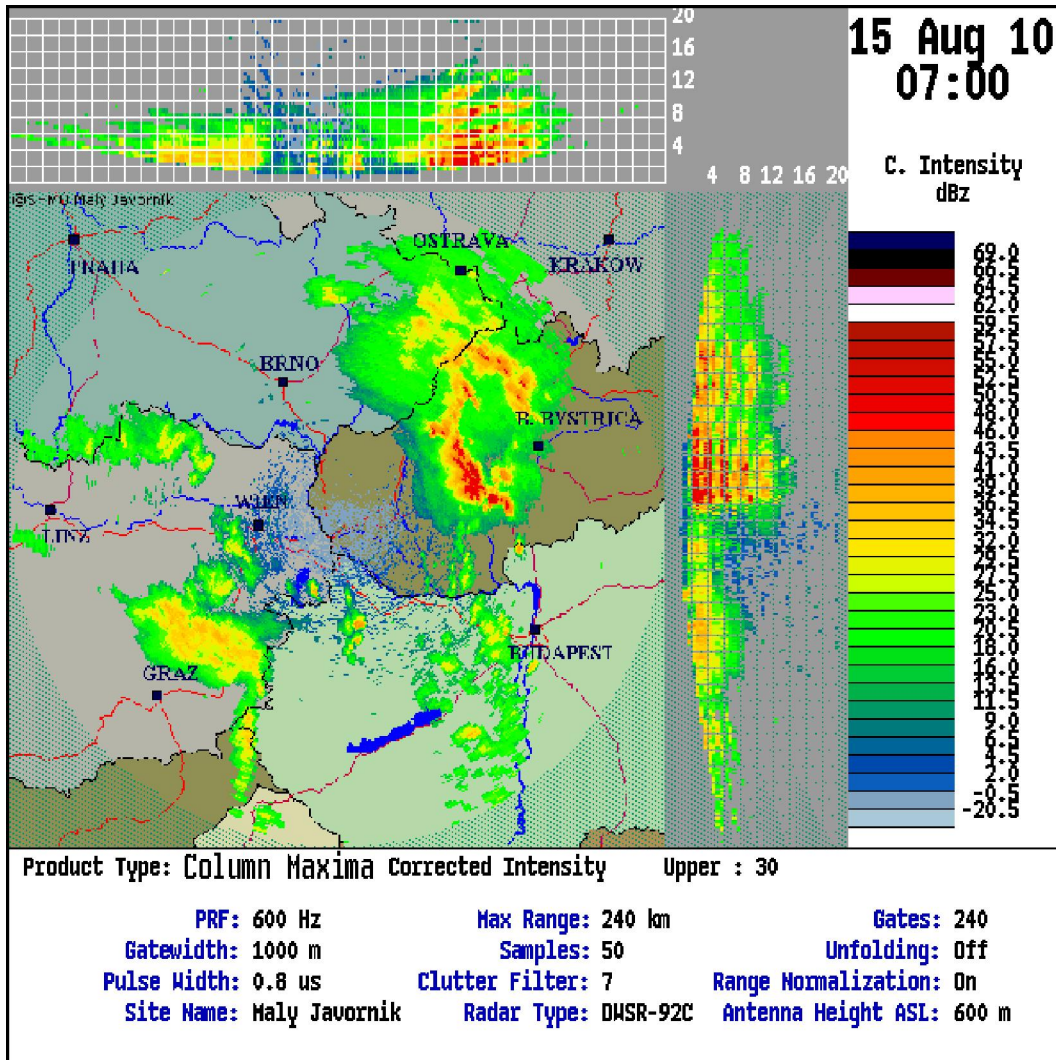 20
16
12
8
4
4 8 12 16 20
15 Aug 10
07:00
C. Intensity
dBz
69.0
66.5
64.5
62.0
59.5
57.5
55.0
52.5
50.5
48.0
46.0
43.5
41.0
39.0
36.5
34.5
32.0
29.5
27.5
25.0
23.0
20.5
18.0
16.0
13.5
11.5
9.0
6.5
4.5
2.0
-0.5
-20.5
Maly Javornik
OSTRAVA
KRAKOW
BRNO
B. BYSTRICA
WIEN
LINZ
BUDAPEST
GRAZ
Product Type: Column Maxima Corrected Intensity Upper : 30
PRF: 600 Hz Max Range: 240 km Gates: 240
Gatewidth: 1000 m Samples: 50 Unfolding: Off
Pulse Width: 0.8 us Clutter Filter: 7 Range Normalization: On
Site Name: Maly Javornik Radar Type: DWSR-92C Antenna Height ASL: 600 m